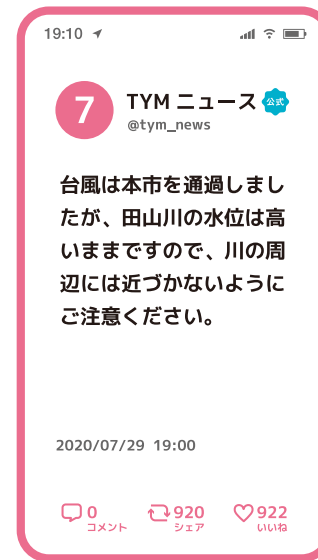 19:10
7
TYM ニュース 公式
@tym_news
台風は本市を通過しまし
たが、田山川の水位は高
いままですので、川の周
辺には近づかないように
ご注意ください。
2020/07/29 19:00
0 920 922
コメント シェア いいね